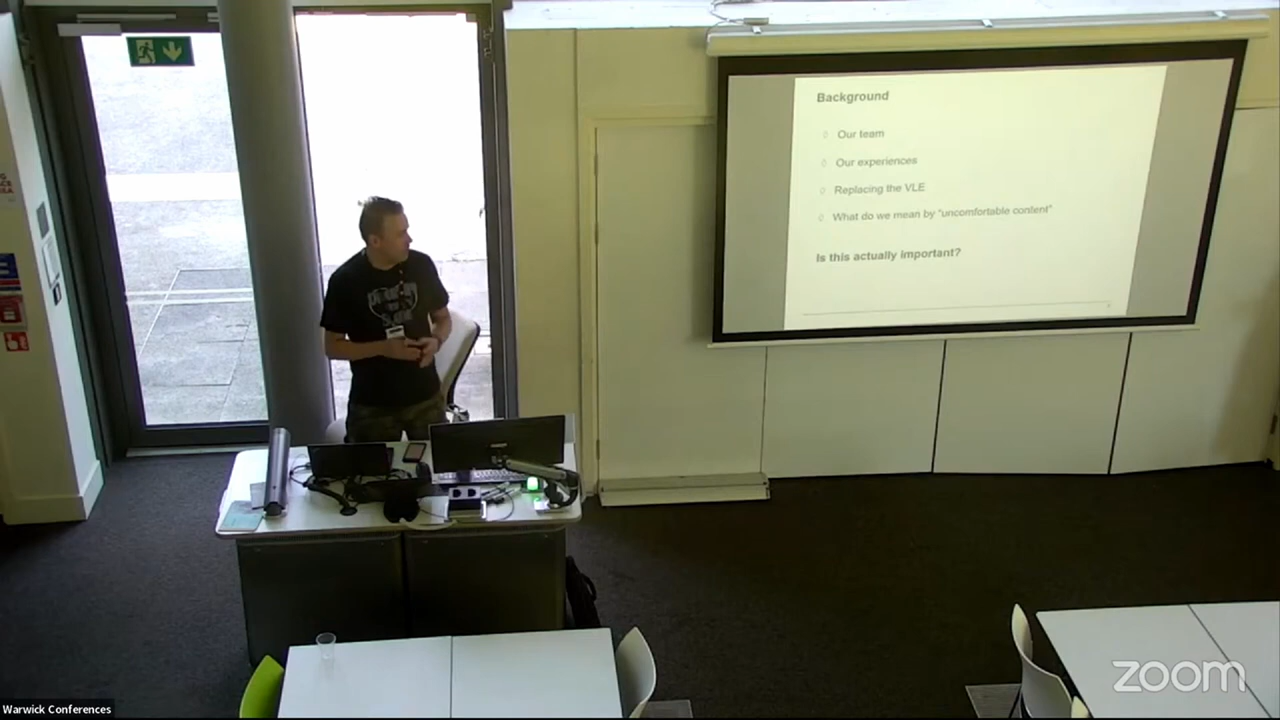 Background
Our team
Our experiences
Replacing the VLE
What do we mean by "uncomfortable content"
Is this actually important?
zoom
Warwick Conferences